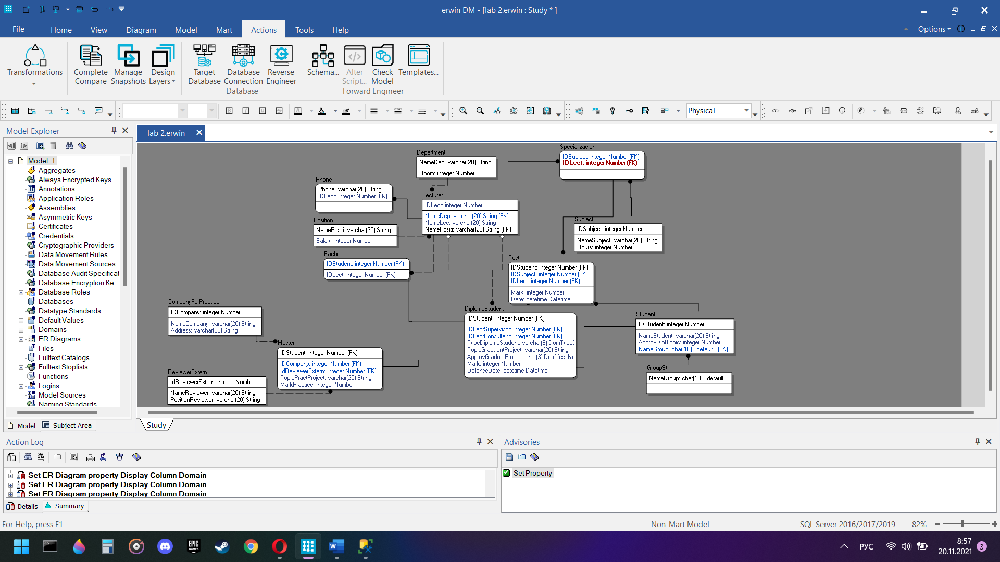 erwin DM - [lab 2.erwin : Study * ]
File
Home
View
Diagram
Model
Mart
Actions
Tools
Help
Options
Transformations
Complete
Compare
Manage
Snapshots
Design
Layers
Target
Database
Database
Connection
Reverse
Engineer
Database
Schema...
Alter
Script...
Check
Model
Templates...
Forward Engineer
B
I
U
S
A
Physical
Model Explorer
Model_1
Aggregates
Always Encrypted Keys
Annotations
Application Roles
Assemblies
Asymmetric Keys
Certificates
Credentials
Cryptographic Providers
Data Movement Rules
Data Movement Sources
Database Audit Specificat
Database Encryption Ke...
Database Roles
Databases
Datatype Standards
Default Values
Domains
ER Diagrams
Files
Fulltext Catalogs
Fulltext Stoplists
Functions
Logins
Model Sources
Naming Standards
Model
Subject Area
lab 2.erwin
Specializacion
IDSubject: integer Number (FK)
IDLect: integer Number (FK)
Department
NameDep: varchar(20) String
Room: integer Number
Phone
Phone: varchar(20) String
IDLect: integer Number (FK)
Lecturer
IDLect: integer Number
NameDep: varchar(20) String (FK)
NameLec: varchar(20) String
NamePositi: varchar(20) String (FK)
Position
NamePositi: varchar(20) String
Salary: integer Number
Subject
IDSubject: integer Number
NameSubject: varchar(20) String
Hours: integer Number
Bacher
IDStudent: integer Number (FK)
IDLect: integer Number (FK)
Test
IDStudent: integer Number (FK)
IDSubject: integer Number (FK)
IDLect: integer Number (FK)
Mark: integer Number
Date: datetime Datetime
CompanyForPractice
IDCompany: integer Number
NameCompany: varchar(20) String
Address: varchar(20) String
DiplomaStudent
IDStudent: integer Number (FK)
IDLectSupervisor: integer Number (FK)
IDLectConsultant: integer Number (FK)
TypeDiplomaStudent: varchar(8) DomTypeD
TopicGraduantProject: varchar(20) String
ApprovGraduatProject: char(3) DomYes_No
Mark: integer Number
DefenseDate: datetime Datetime
Student
IDStudent: integer Number
NameStudent: varchar(20) String
ApprovDiplTopic: integer Number
NameGroup: char(18) _default_ (FK)
Master
IDStudent: integer Number (FK)
IDCompany: integer Number (FK)
IdReviewerExtern: integer Number (FK)
TopicPractProject: varchar(20) String
MarkPractice: integer Number
ReviewerExtern
IdReviewerExtern: integer Number
NameReviewer: varchar(20) String
PositionReviewer: varchar(20) String
GroupSt
NameGroup: char(18) _default_
Study
Action Log
Set ER Diagram property Display Column Domain
Set ER Diagram property Display Column Domain
Set ER Diagram property Display Column Domain
Details
Summary
Advisories
Set Property
For Help, press F1
Non-Mart Model
SQL Server 2016/2017/2019
82%
EPIC
GAMES
РУС
8:57
20.11.2021
3